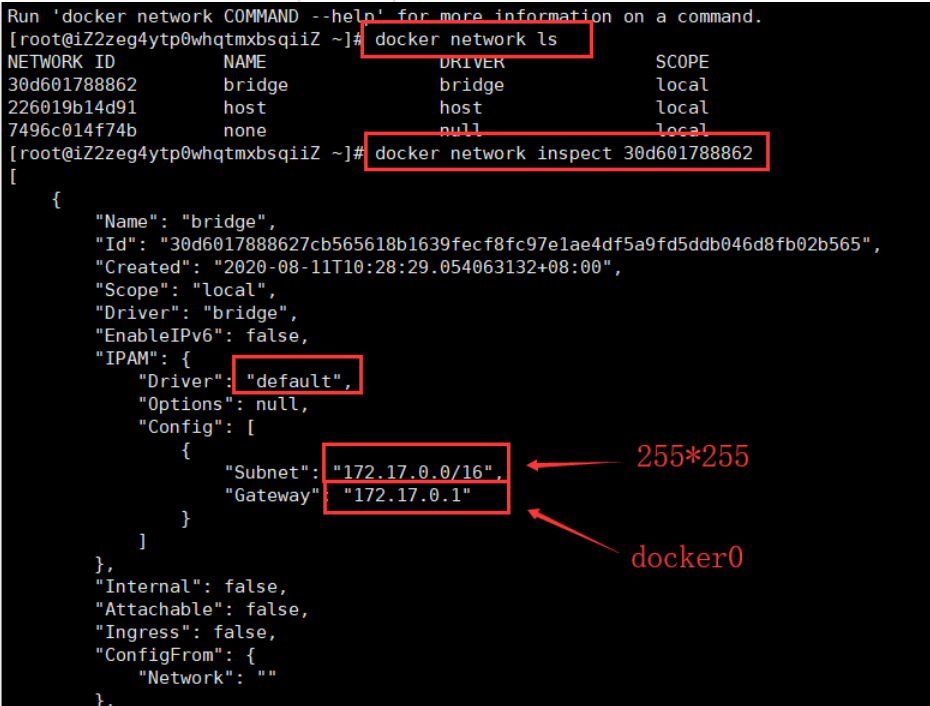 Run 'docker network COMMAND --help' for more information on a command.
[root@iZ2zeg4ytp0whqtmxbsqiiZ ~]# docker network ls
NETWORK ID NAME DRIVER SCOPE
30d601788862 bridge bridge local
226019b14d91 host host local
7496c014f74b none null local
[root@iZ2zeg4ytp0whqtmxbsqiiZ ~]# docker network inspect 30d601788862
[
{
"Name": "bridge",
"Id": "30d6017888627cb565618b1639fecf8fc97e1ae4df5a9fd5ddb046d8fb02b565",
"Created": "2020-08-11T10:28:29.054063132+08:00",
"Scope": "local",
"Driver": "bridge",
"EnableIPv6": false,
"IPAM": {
"Driver": "default",
"Options": null,
"Config": [
{
"Subnet": "172.17.0.0/16",
255*255
"Gateway": "172.17.0.1"
docker0
}
]
},
"Internal": false,
"Attachable": false,
"Ingress": false,
"ConfigFrom": {
"Network": ""
},